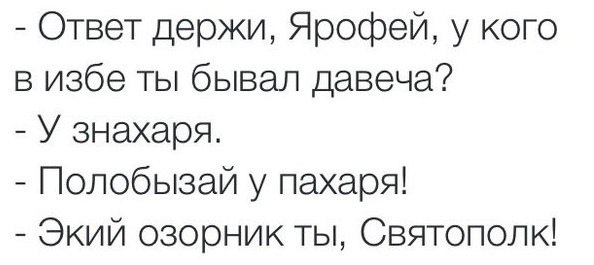 - Ответ держи, Ярофей, у кого
в избе ты бывал давеча?
- У знахаря.
- Полобызай у пахаря!
- Экий озорник ты, Святополк!